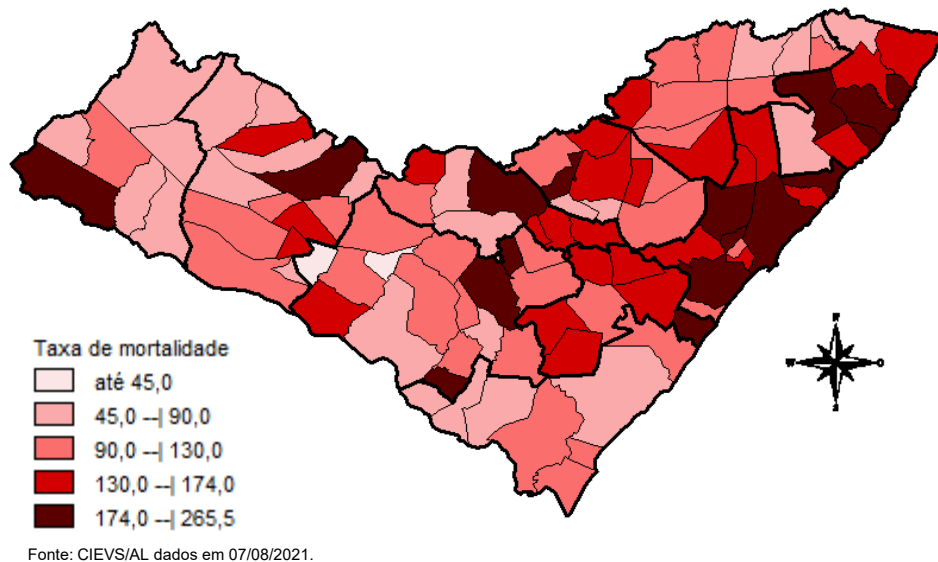 Taxa de mortalidade
até 45,0
45,0 --| 90,0
90,0 --| 130,0
130,0 --| 174,0
174,0 --| 265,5
Fonte: CIEVS/AL dados em 07/08/2021.